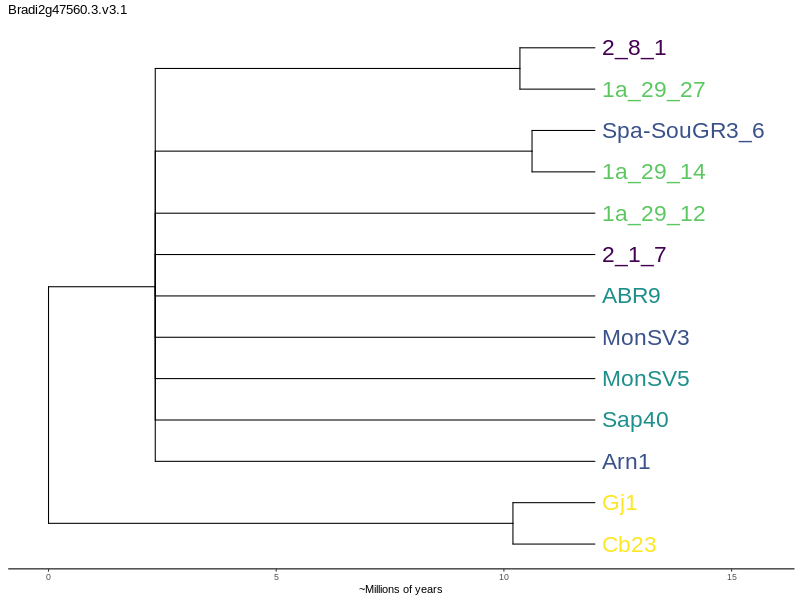 Bradi2g47560.3.v3.1
2_8_1
1a_29_27
Spa-SouGR3_6
1a_29_14
1a_29_12
2_1_7
ABR9
MonSV3
MonSV5
Sap40
Arn1
Gj1
Cb23
0 5 10 15
~Millions of years